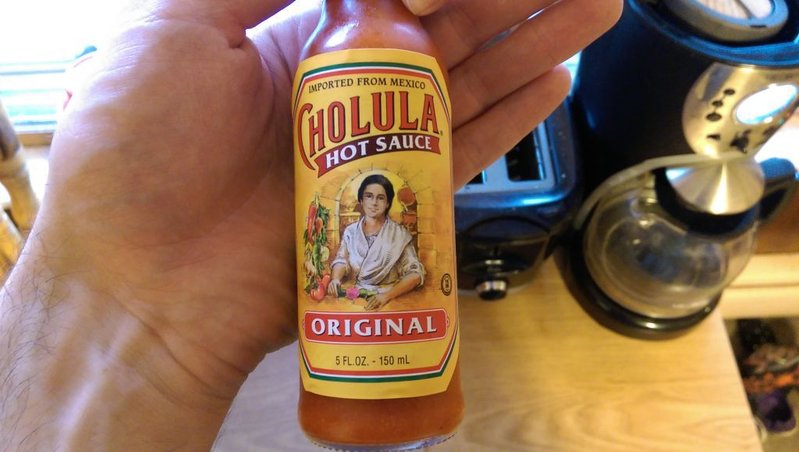 IMPORTED FROM MEXICO
CHOLULA®
HOT SAUCE
ORIGINAL
5 FL.OZ. - 150 mL